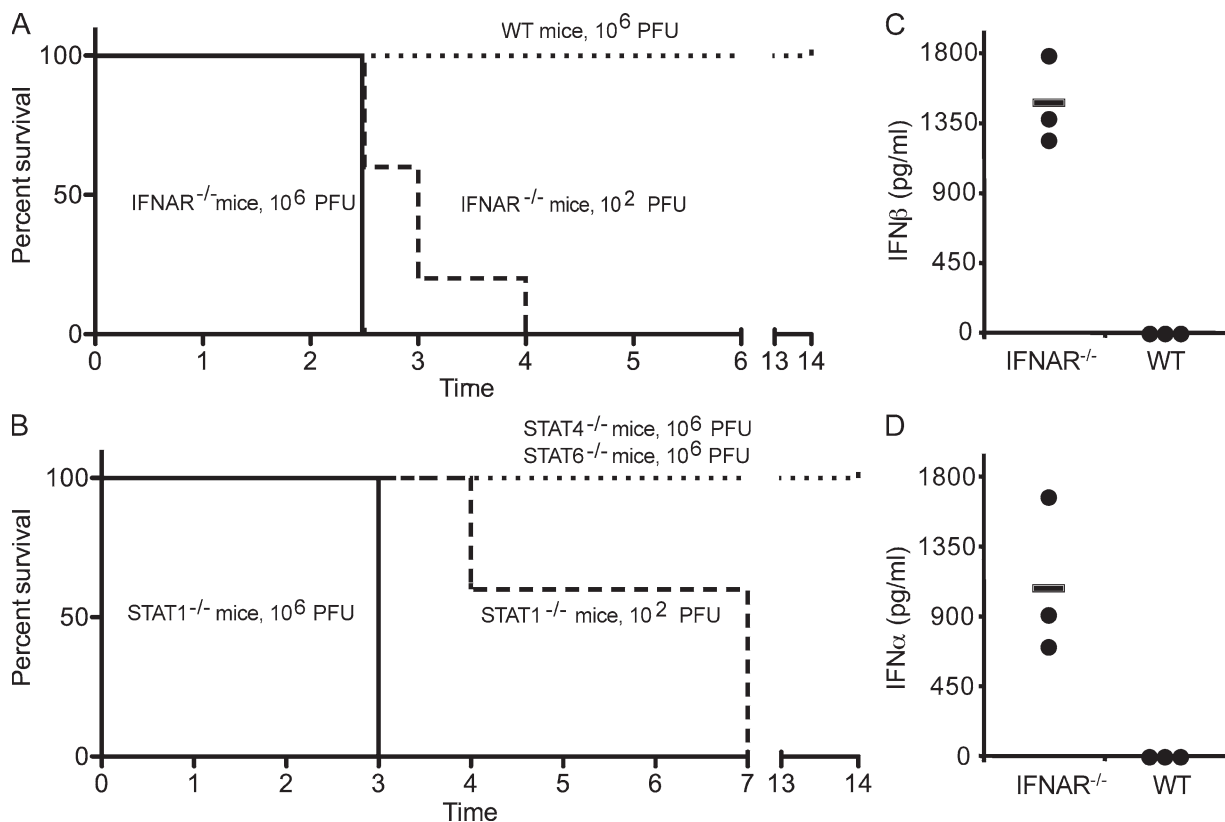 A
WT mice, 10^6 PFU
100
50
0
Percent survival
IFNAR^-/- mice, 10^6 PFU
IFNAR^-/- mice, 10^2 PFU
0 1 2 3 4 5 6 13 14
Time
B
STAT4^-/- mice, 10^6 PFU
STAT6^-/- mice, 10^6 PFU
100
50
0
Percent survival
STAT1^-/- mice, 10^6 PFU
STAT1^-/- mice, 10^2 PFU
0 1 2 3 4 5 6 7 13 14
Time
C
1800
1350
900
450
0
IFNβ (pg/ml)
IFNAR^-/- WT
D
1800
1350
900
450
0
IFNα (pg/ml)
IFNAR^-/- WT